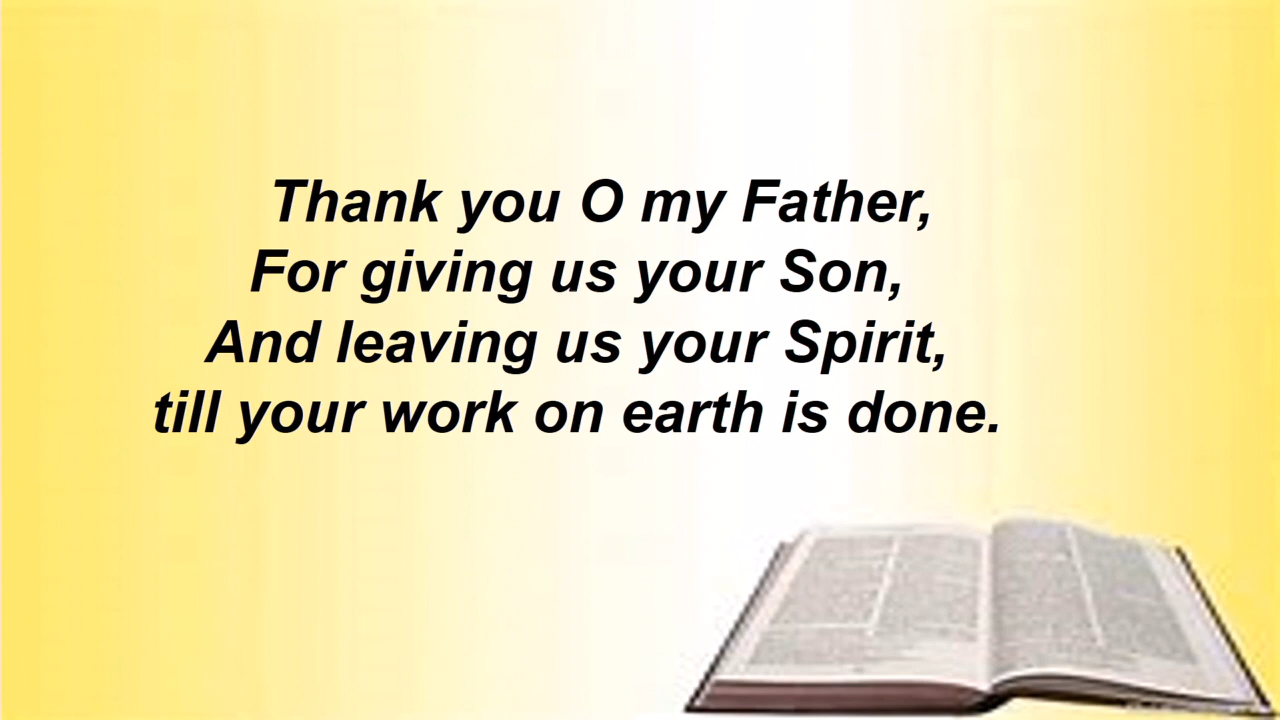 Thank you O my Father,
For giving us your Son,
And leaving us your Spirit,
till your work on earth is done.